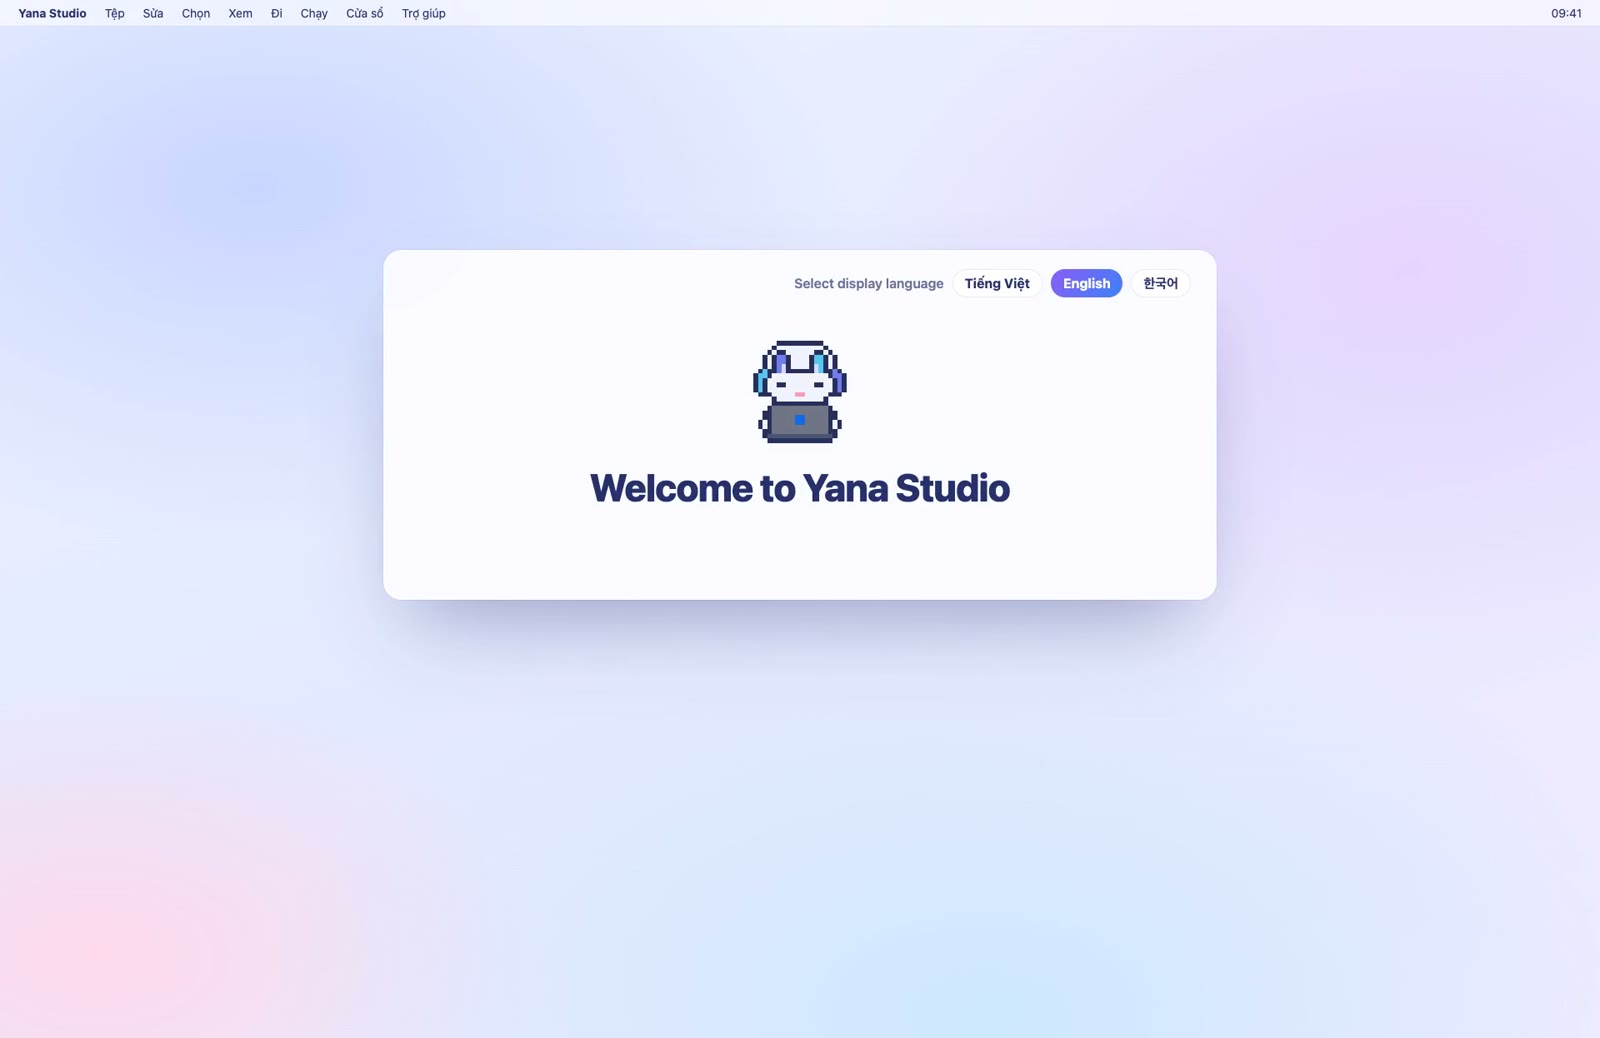 Yana Studio Tệp Sửa Chọn Xem Đi Chạy Cửa sổ Trợ giúp 09:41
Select display language Tiếng Việt English 한국어
Welcome to Yana Studio